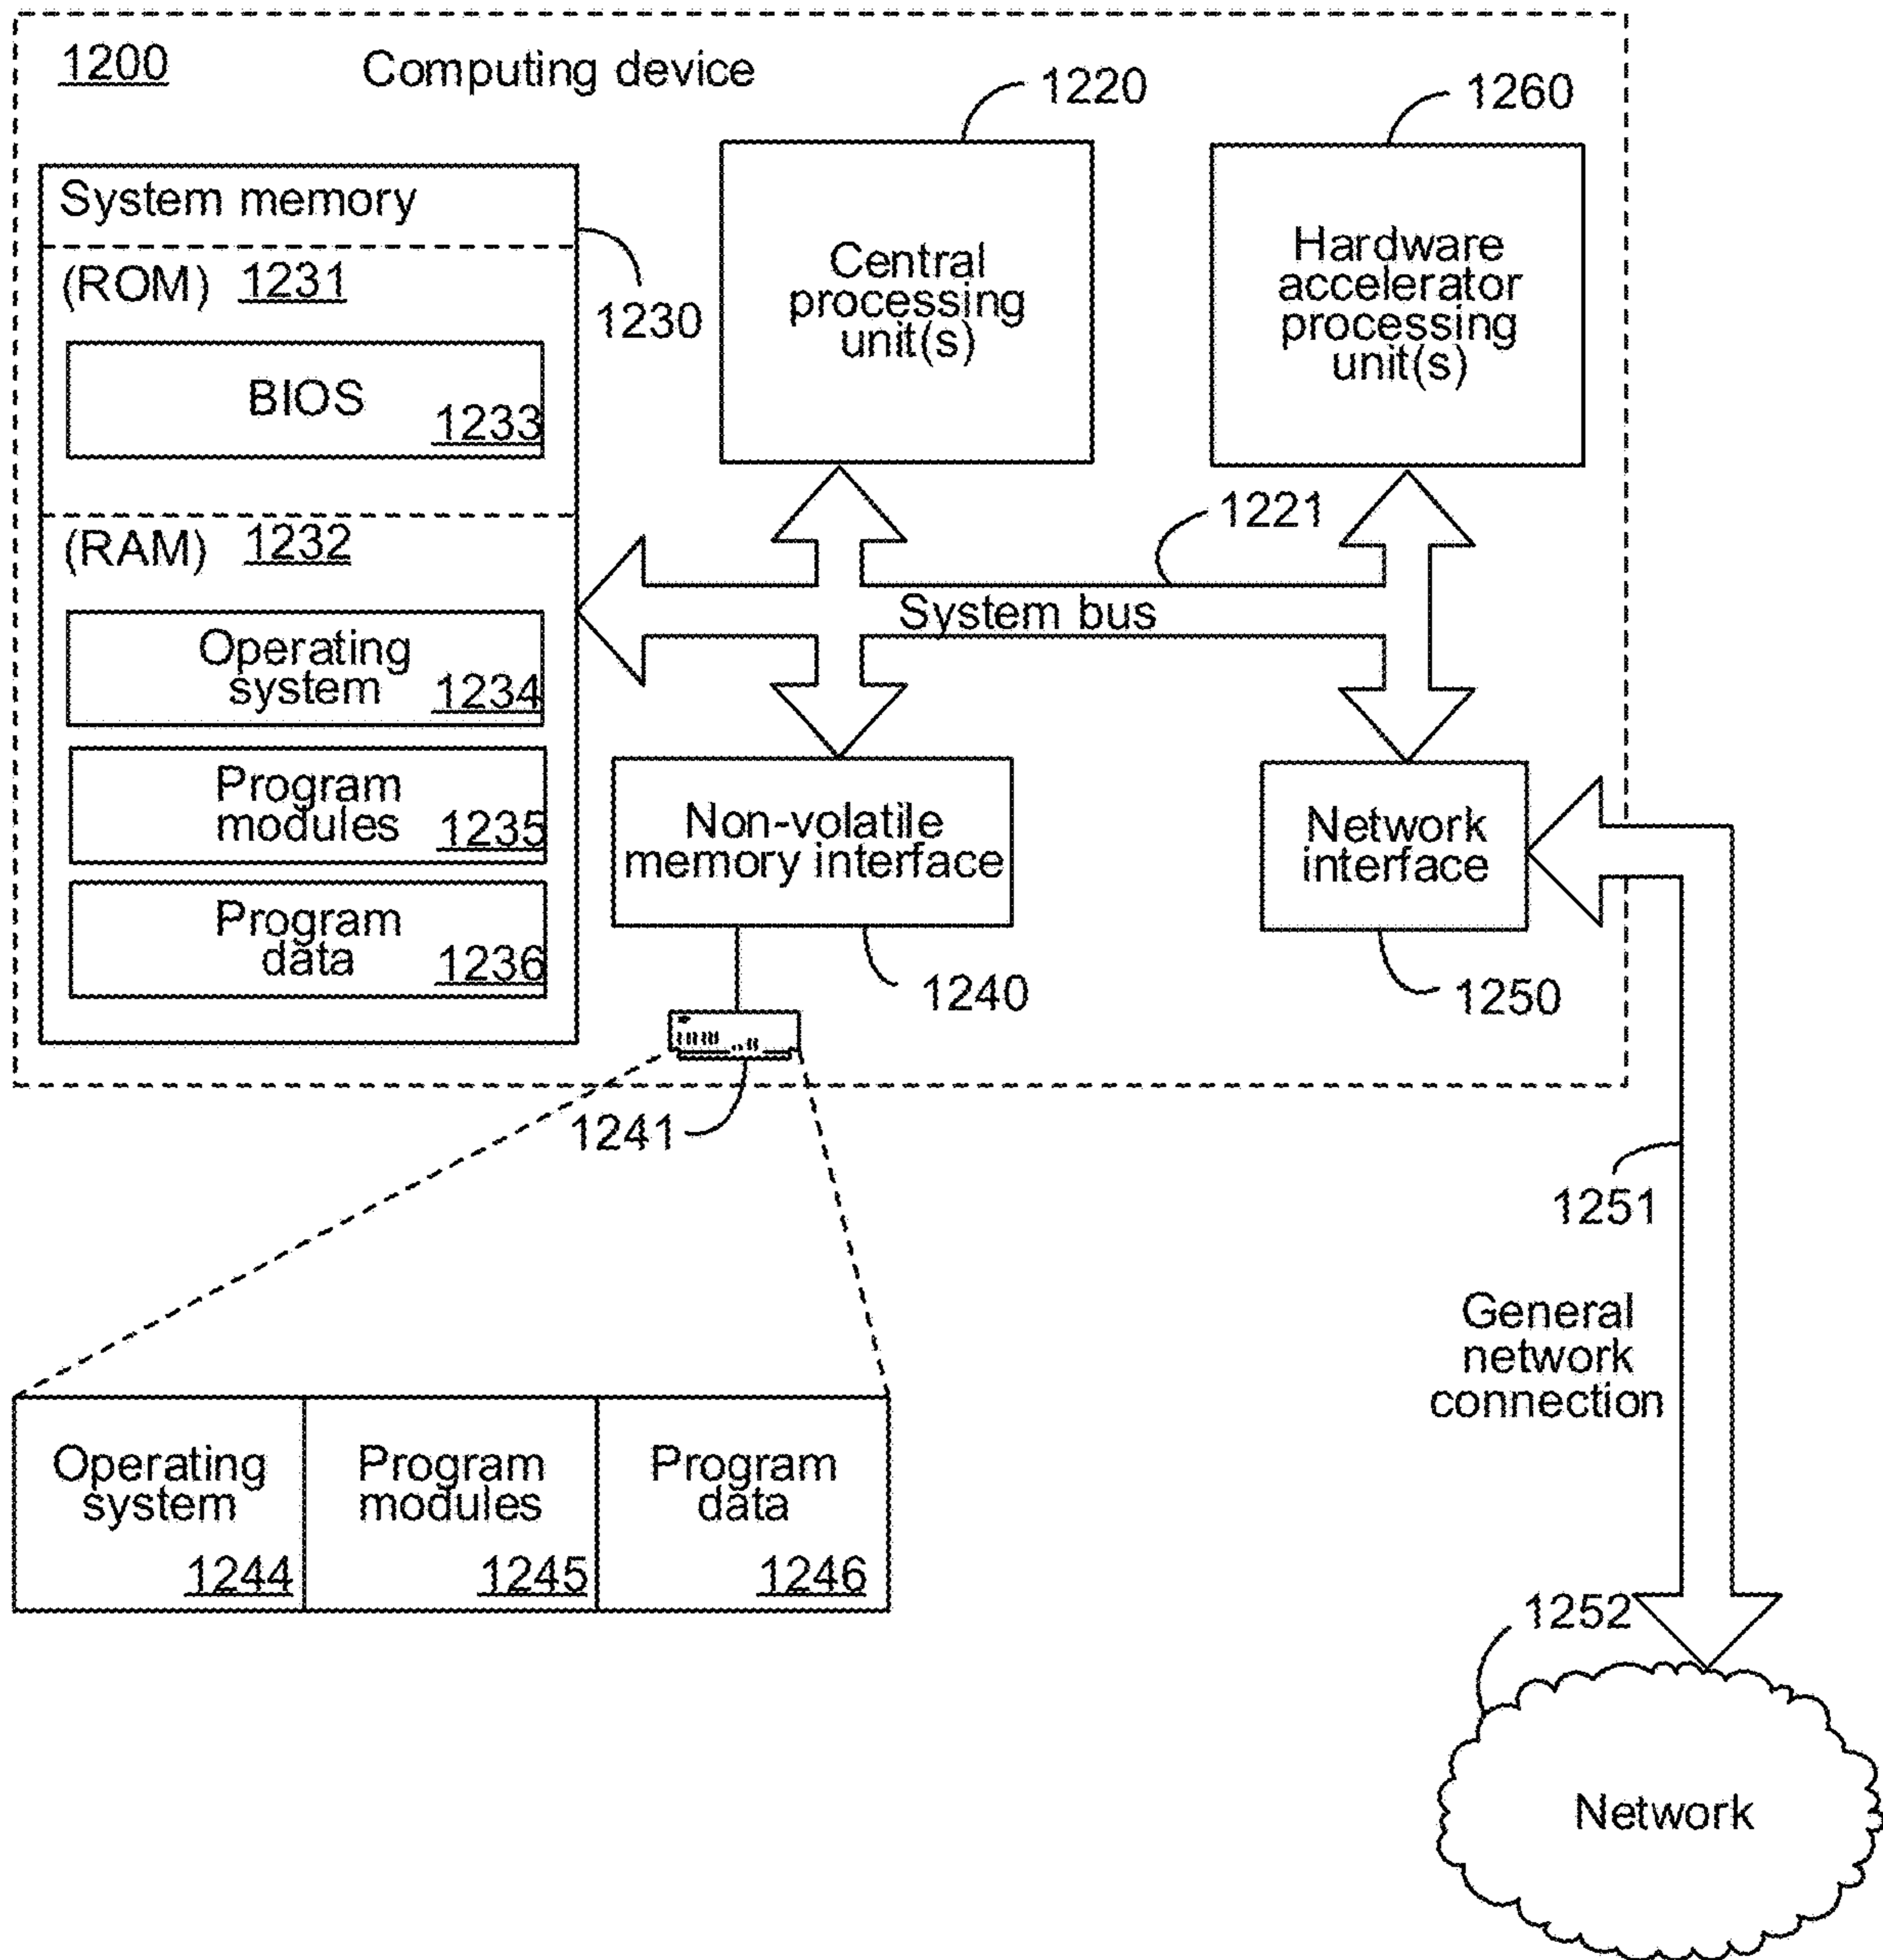 1200
Computing device
1220
1260
System memory
(ROM) 1231
1230
BIOS
1233
Central
processing
unit(s)
Hardware
accelerator
processing
unit(s)
1221
(RAM) 1232
System bus
Operating
system
1234
Program
modules
1235
Program
data
1236
Non-volatile
memory interface
1240
Network
interface
1250
1241
1251
General
network
connection
Operating
system
1244
Program
modules
1245
Program
data
1246
1252
Network